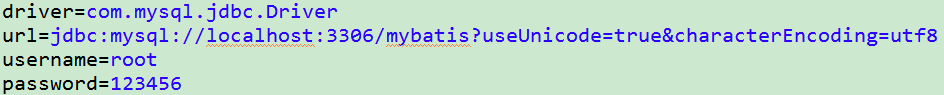 driver=com.mysql.jdbc.Driver
url=jdbc:mysql://localhost:3306/mybatis?useUnicode=true&characterEncoding=utf8
username=root
password=123456